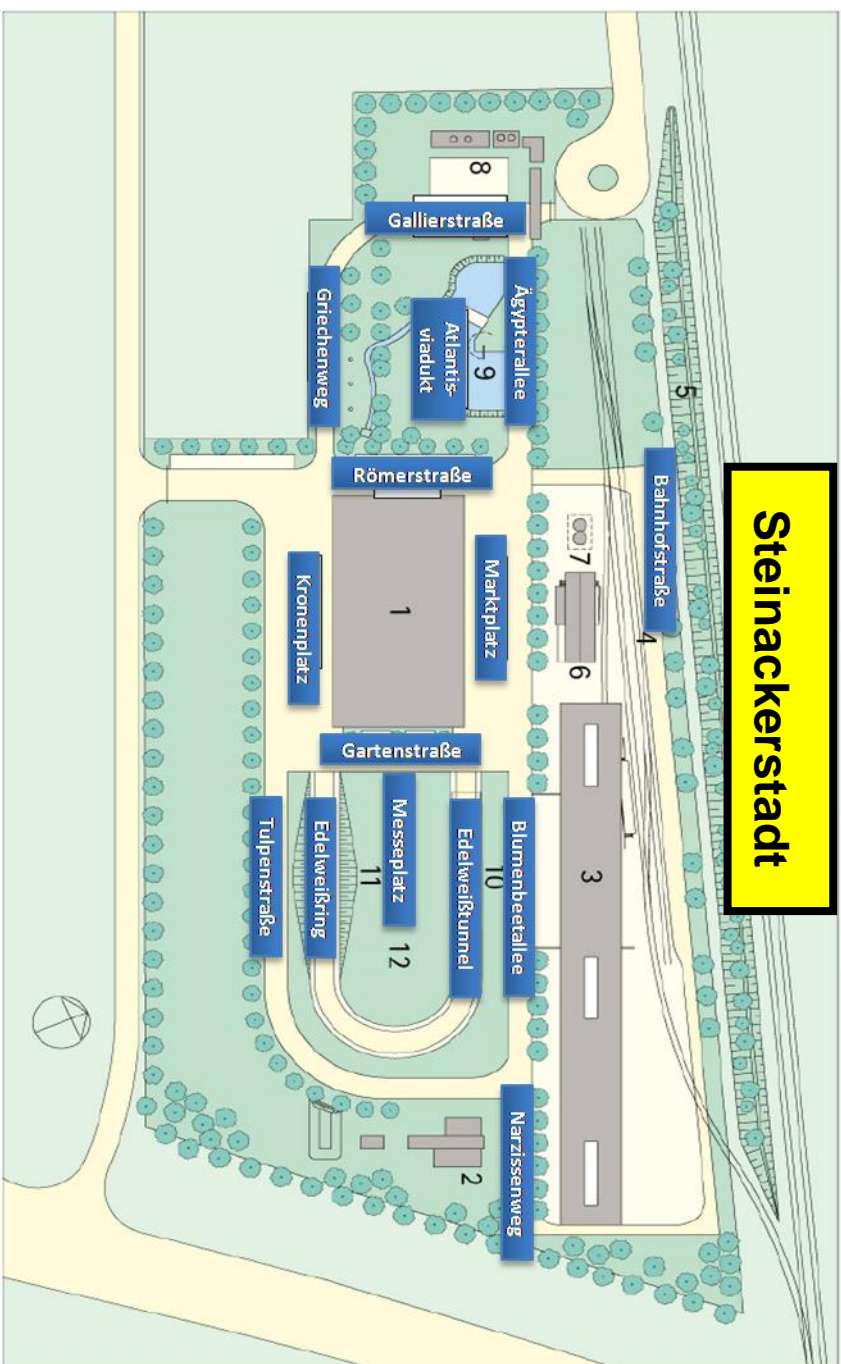 Steinackerstadt
Bahnhofstraße
Gallierstraße
Ägypterallee
Atlantis-
viadukt
Griechenweg
Römerstraße
Marktplatz
Kronenplatz
Gartenstraße
Blumenbeetallee
Edelweißtunnel
Messeplatz
Edelweißring
Tulpenstraße
Narzissenweg
1
2
3
4
5
6
7
8
9
10
11
12